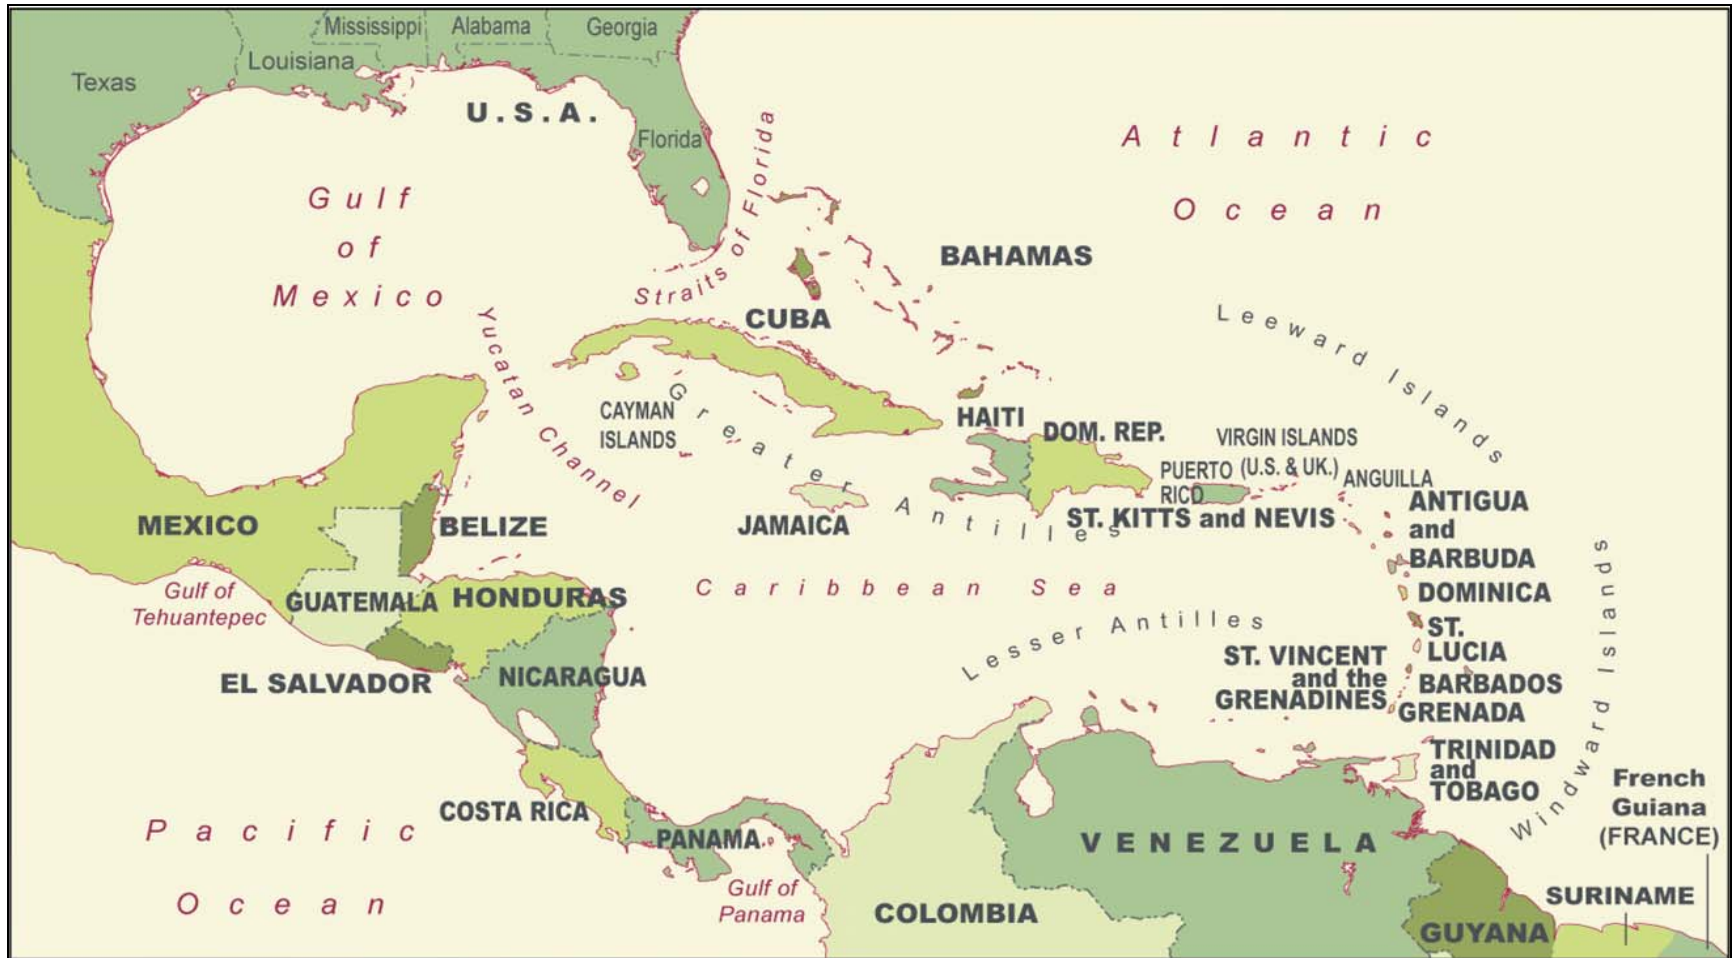 Mississippi
Alabama
Georgia
Louisiana
Texas
U.S.A.
Florida
Atlantic
Ocean
Gulf
of
Mexico
Straits of Florida
BAHAMAS
CUBA
Yucatan Channel
Leeward Islands
CAYMAN
ISLANDS
Greater Antilles
HAITI
DOM. REP.
VIRGIN ISLANDS
(U.S. & UK.)
PUERTO
RICO
ANGUILLA
ANTIGUA
and
BARBUDA
MEXICO
BELIZE
JAMAICA
ST. KITTS and NEVIS
Gulf of
Tehuantepec
GUATEMALA
HONDURAS
Caribbean Sea
DOMINICA
Lesser Antilles
ST.
LUCIA
Windward Islands
EL SALVADOR
NICARAGUA
ST. VINCENT
and the
GRENADINES
BARBADOS
GRENADA
TRINIDAD
and
TOBAGO
French
Guiana
(FRANCE)
COSTA RICA
Pacific
Ocean
PANAMA
Gulf of
Panama
VENEZUELA
COLOMBIA
SURINAME
GUYANA